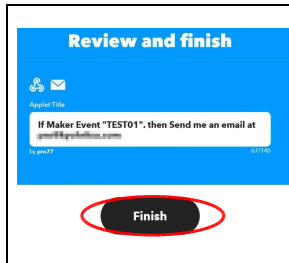 Review and finish
Applet Title
If Maker Event "TEST01", then Send me an email at
by pro77 67/140
Finish